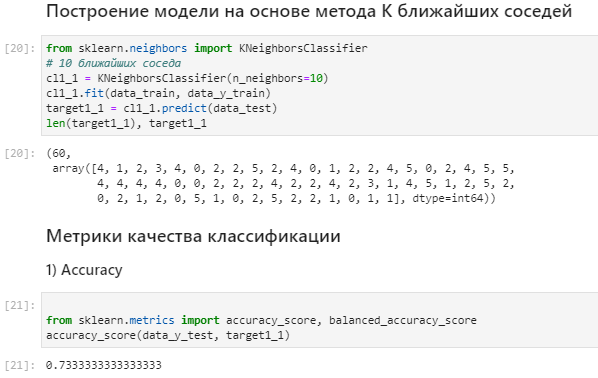 Построение модели на основе метода К ближайших соседей
[20]: from sklearn.neighbors import KNeighborsClassifier
# 10 ближайших соседа
cl1_1 = KNeighborsClassifier(n_neighbors=10)
cl1_1.fit(data_train, data_y_train)
target1_1 = cl1_1.predict(data_test)
len(target1_1), target1_1
[20]: (60,
array([4, 1, 2, 3, 4, 0, 2, 2, 5, 2, 4, 0, 1, 2, 2, 4, 5, 0, 2, 4, 5, 5,
4, 4, 4, 4, 0, 0, 2, 2, 2, 4, 2, 2, 4, 2, 3, 1, 4, 5, 1, 2, 5, 2,
0, 2, 1, 2, 0, 5, 1, 0, 2, 5, 2, 2, 1, 0, 1, 1], dtype=int64))
Метрики качества классификации
1) Accuracy
[21]:
from sklearn.metrics import accuracy_score, balanced_accuracy_score
accuracy_score(data_y_test, target1_1)
[21]: 0.7333333333333333